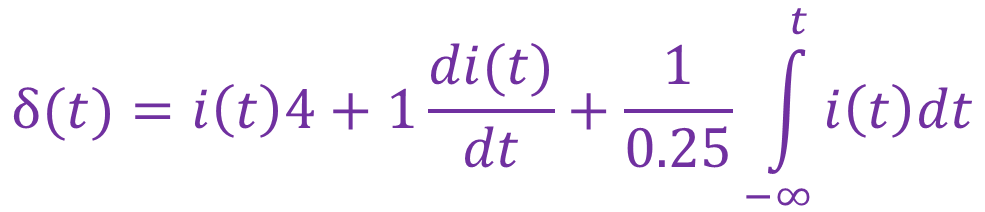 δ(t) = i(t)4 + 1 di(t)/dt + 1/0.25 ∫_{-∞}^{t} i(t)dt